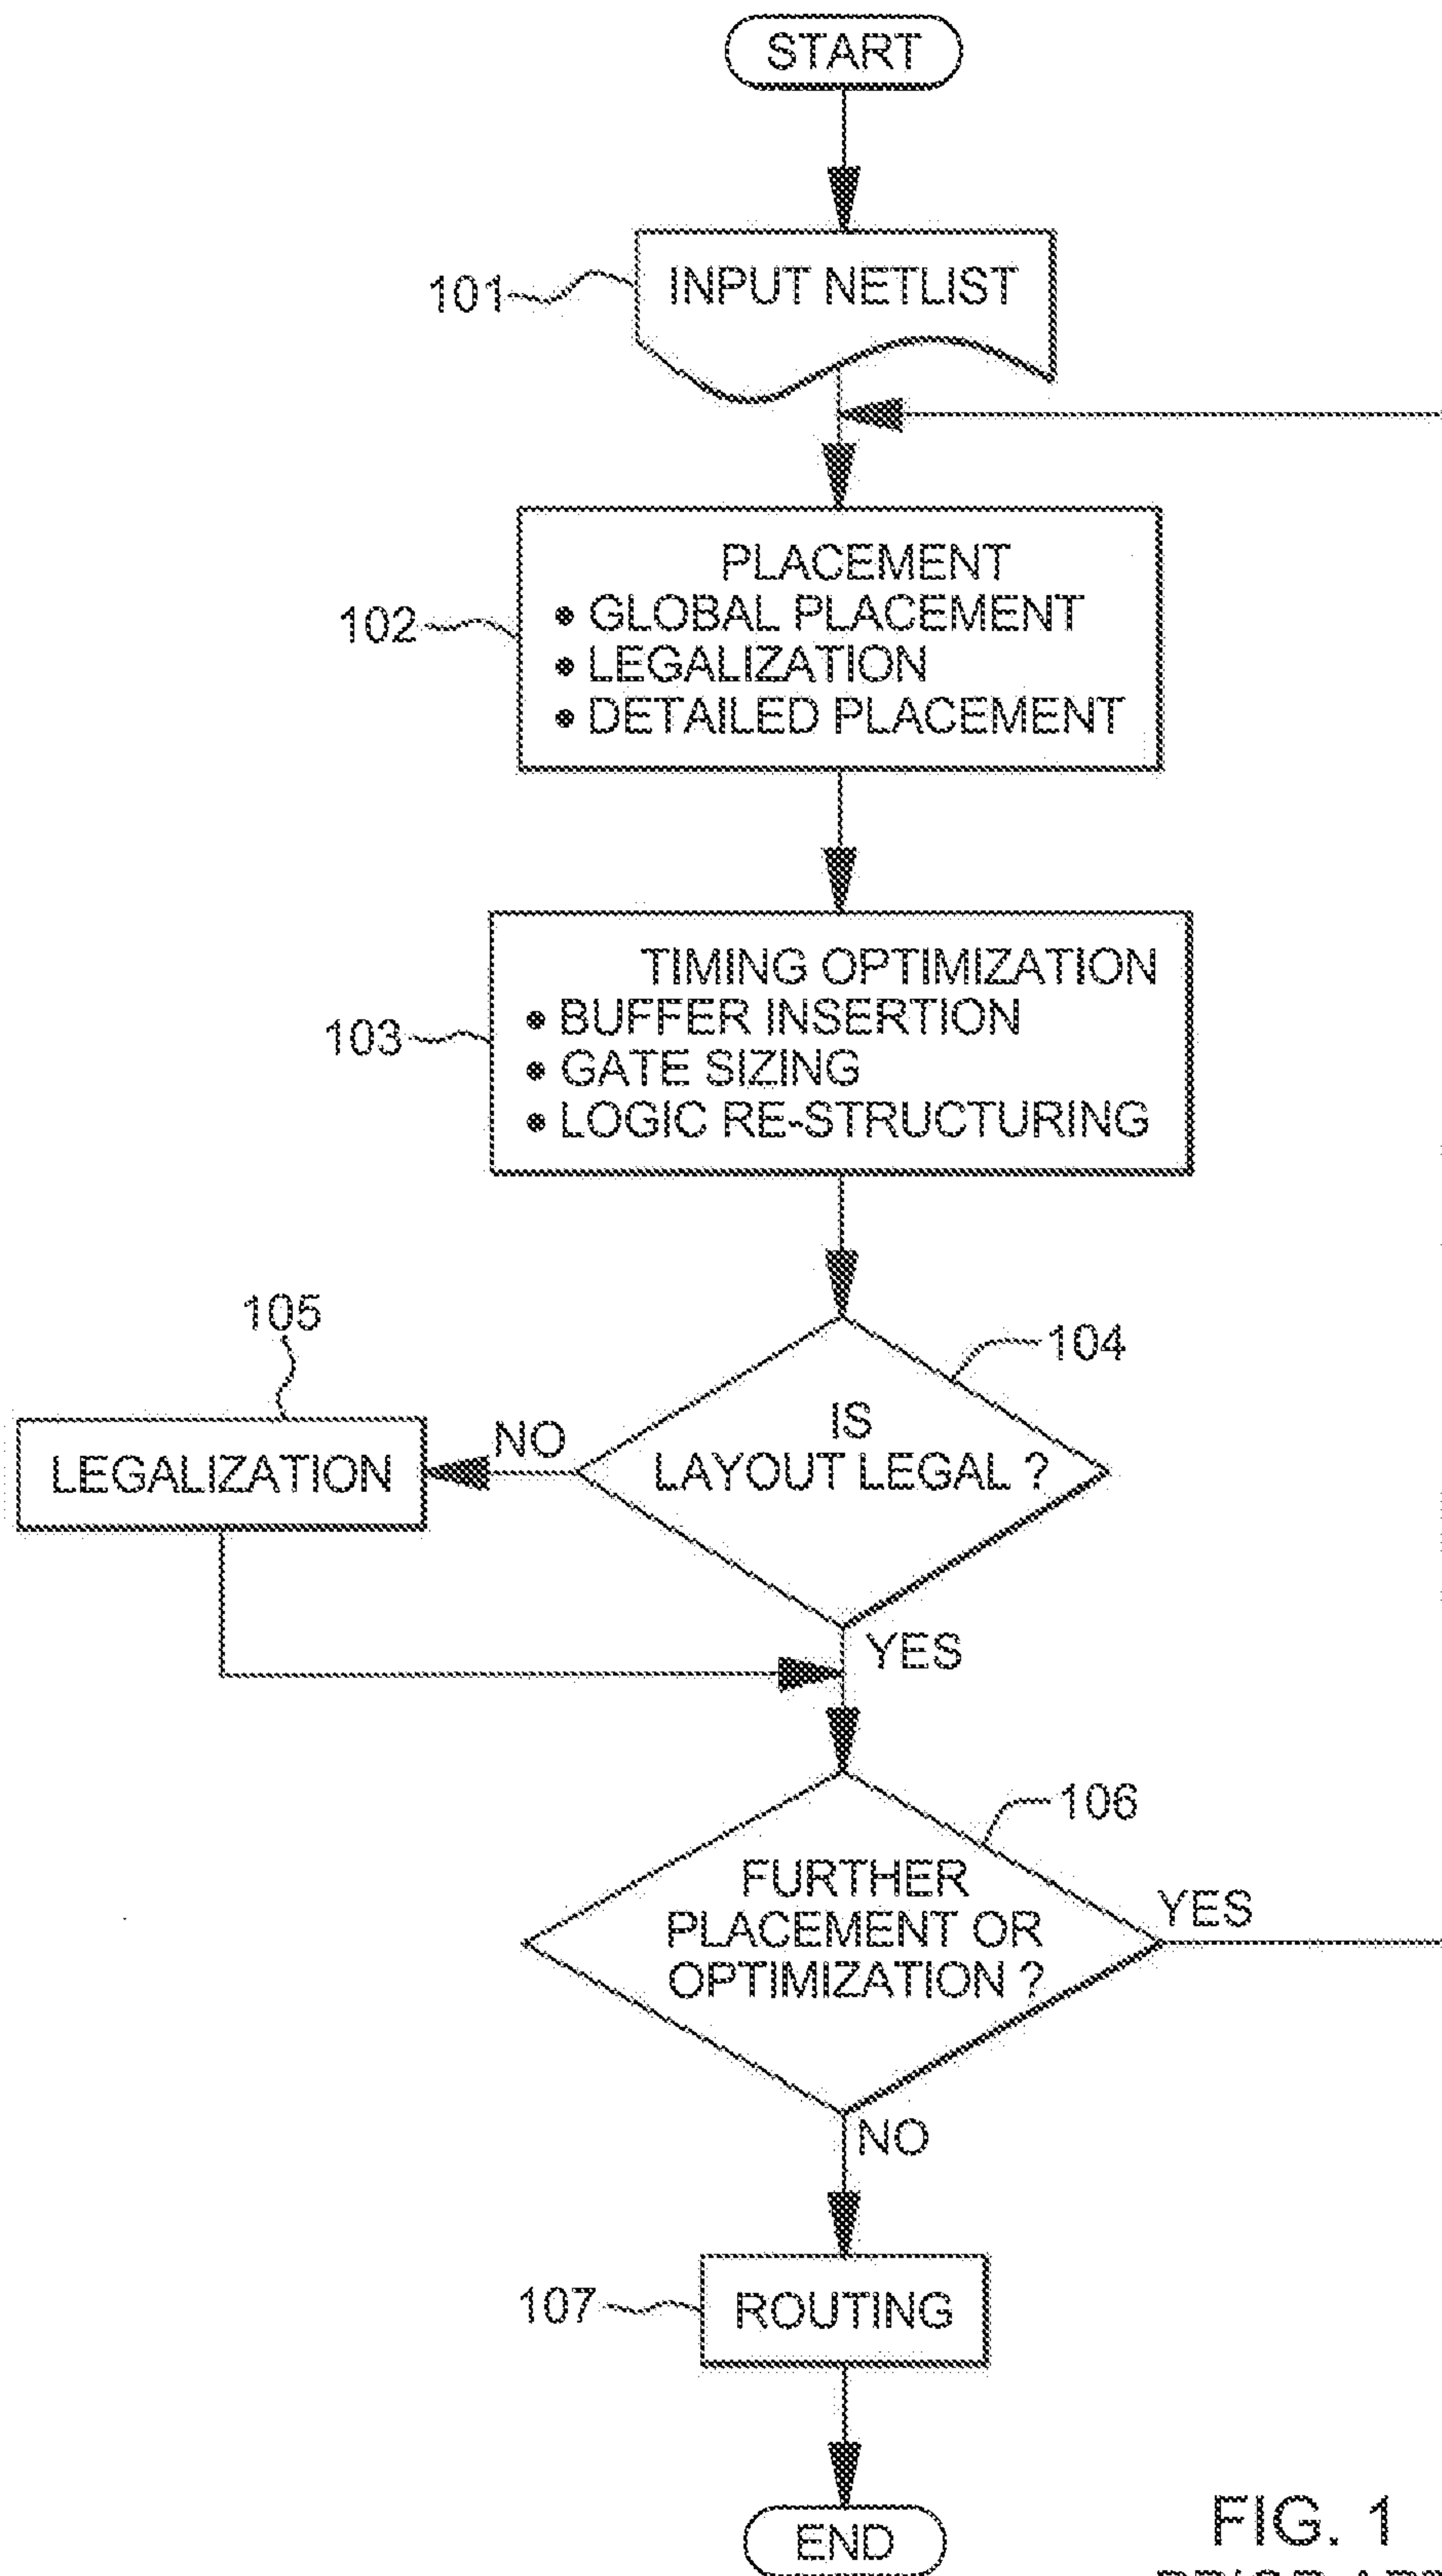 START
101
INPUT NETLIST
102
PLACEMENT
• GLOBAL PLACEMENT
• LEGALIZATION
• DETAILED PLACEMENT
103
TIMING OPTIMIZATION
• BUFFER INSERTION
• GATE SIZING
• LOGIC RE-STRUCTURING
105
104
LEGALIZATION
NO
IS
LAYOUT LEGAL ?
YES
106
FURTHER
PLACEMENT OR
OPTIMIZATION ?
YES
NO
107
ROUTING
END
FIG. 1